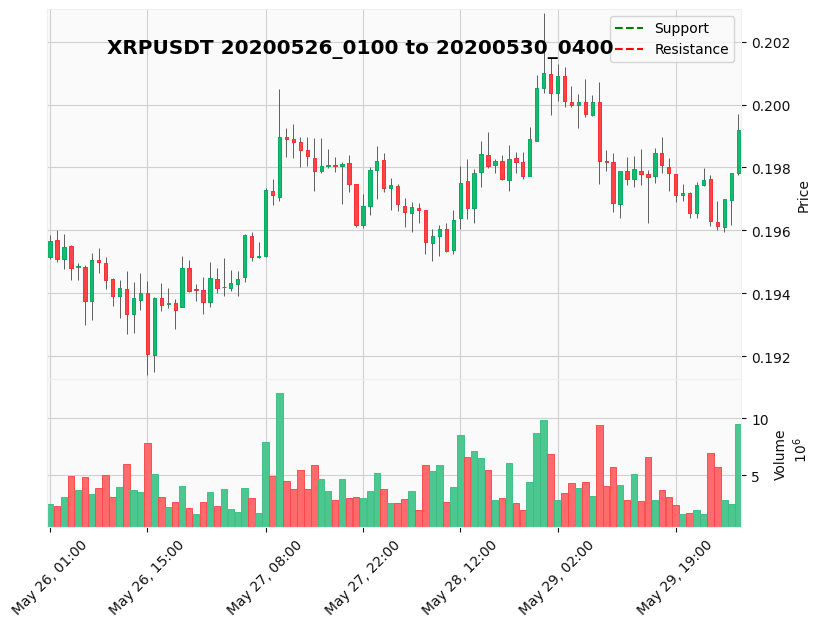 XRPUSDT 20200526_0100 to 20200530_0400
Support
Resistance
0.202
0.200
0.198
0.196
0.194
0.192
Price
10
5
Volume
10^6
May 26, 01:00
May 26, 15:00
May 27, 08:00
May 27, 22:00
May 28, 12:00
May 29, 02:00
May 29, 19:00